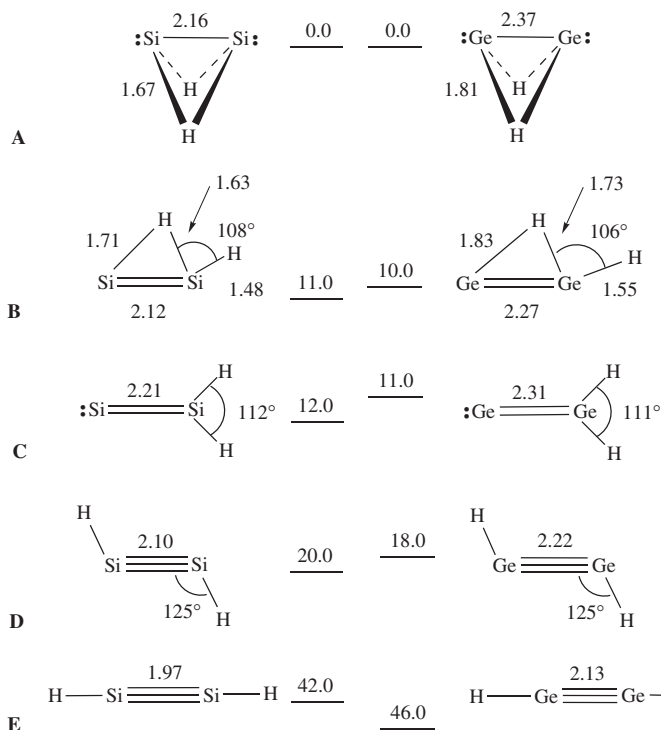 2.16 2.37
:Si Si: 0.0 0.0 :Ge Ge:
1.67 H 1.81 H
H H
A
1.63 1.73
H H
1.71 108° H 1.83 106° H
Si Si 1.48 11.0 10.0 Ge Ge 1.55
B 2.12 2.27
H H
2.21 11.0 2.31
:Si Si 112° 12.0 :Ge Ge 111°
C H H
H H
2.10 20.0 18.0 2.22
Si Si Ge Ge
125° H 125° H
D
1.97 2.13
H Si Si H 42.0 H Ge Ge
E 46.0